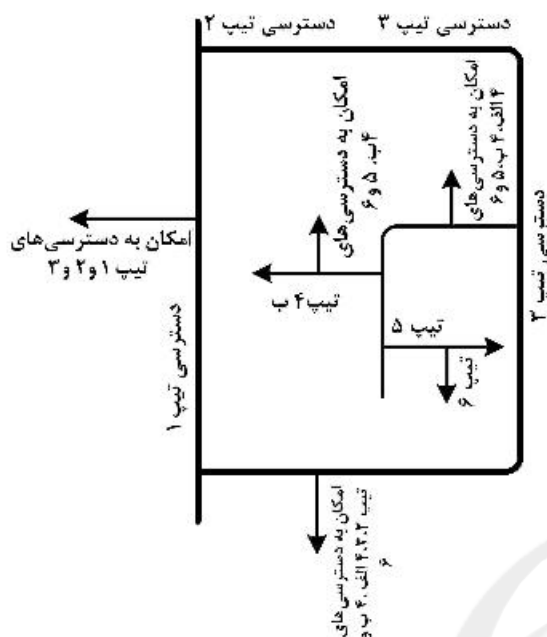 دسترسی تیپ ۲
دسترسی تیپ ۳
امکان به دسترسی‌های
۴ الف، ۴ ب، ۵ و
۶
امکان به دسترسی‌های
۴ب، ۵ و ۶
امکان به دسترسی‌های
تیپ ۱ و ۲ و ۳
تیپ ۴ ب
تیپ ۵
تیپ ۶
دسترسی تیپ ۱
دسترسی تیپ ۳
امکان به دسترسی‌های
تیپ ۲، ۳، ۴ الف، ۴ ب و
۶